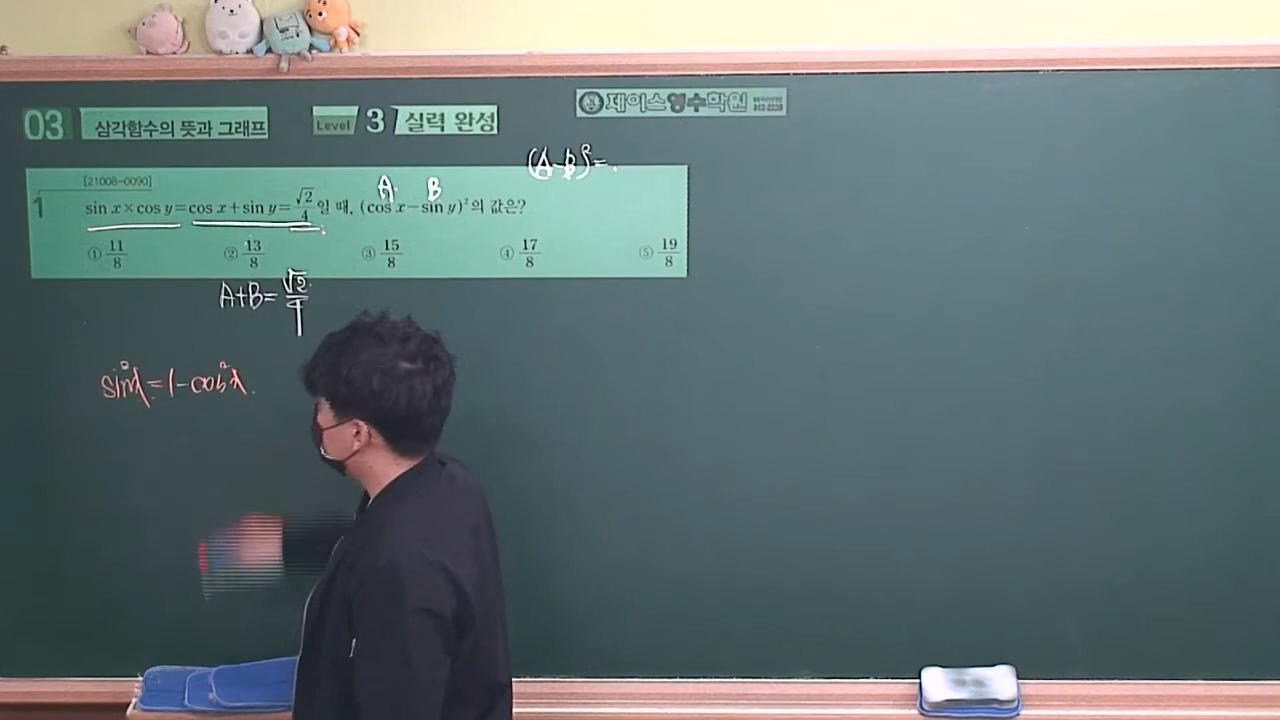 제이스영수학원
03 삼각함수의 뜻과 그래프 Level 3 실력 완성
(A-B)²=
[21008-0090]
A B
1 sin x×cos y=cos x+sin y=√2/4일 때, (cos x-sin y)²의 값은?
① 11/8 ② 13/8 ③ 15/8 ④ 17/8 ⑤ 19/8
A+B=√2/4
sin²x=1-cos²x.